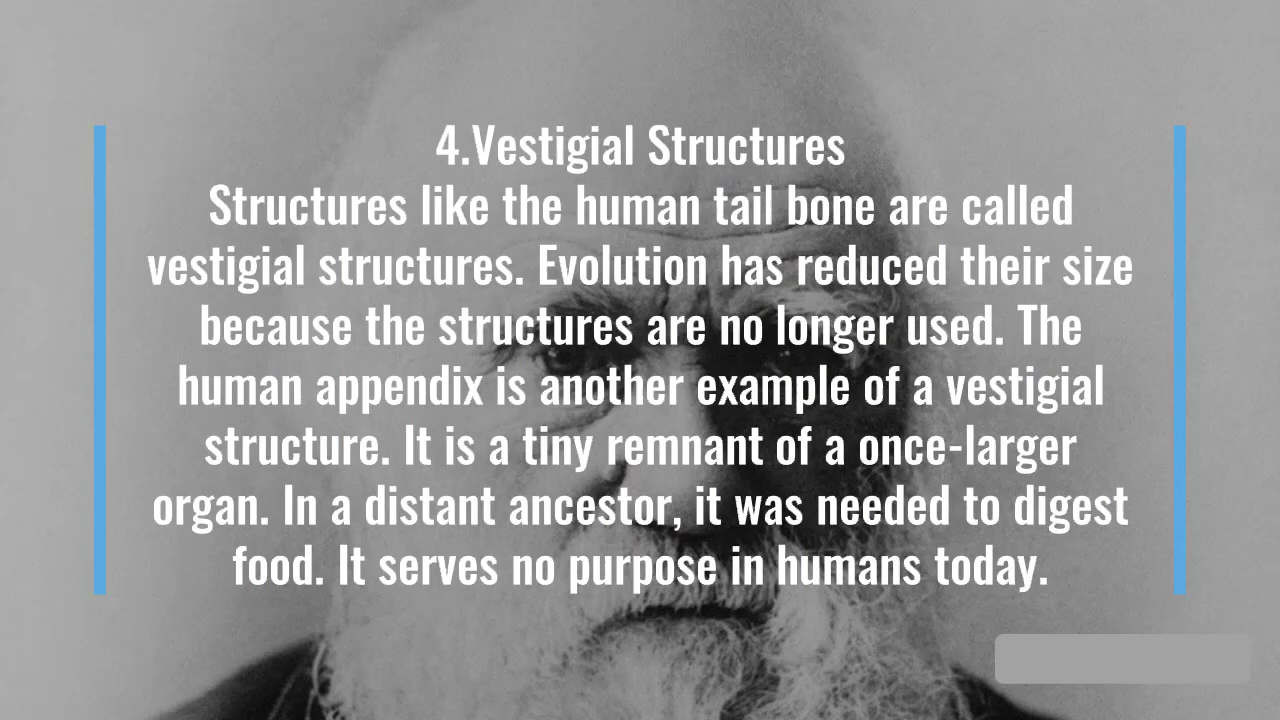 4.Vestigial Structures
Structures like the human tail bone are called
vestigial structures. Evolution has reduced their size
because the structures are no longer used. The
human appendix is another example of a vestigial
structure. It is a tiny remnant of a once-larger
organ. In a distant ancestor, it was needed to digest
food. It serves no purpose in humans today.